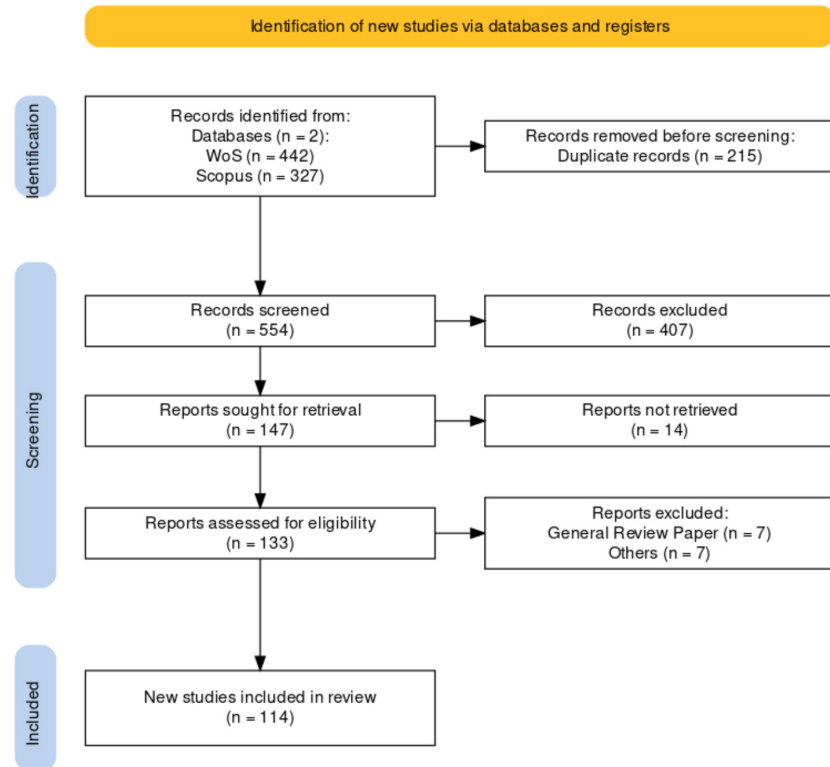 Identification of new studies via databases and registers
Identification
Records identified from:
Databases (n = 2):
WoS (n = 442)
Scopus (n = 327)
Records removed before screening:
Duplicate records (n = 215)
Screening
Records screened
(n = 554)
Records excluded
(n = 407)
Reports sought for retrieval
(n = 147)
Reports not retrieved
(n = 14)
Reports assessed for eligibility
(n = 133)
Reports excluded:
General Review Paper (n = 7)
Others (n = 7)
Included
New studies included in review
(n = 114)